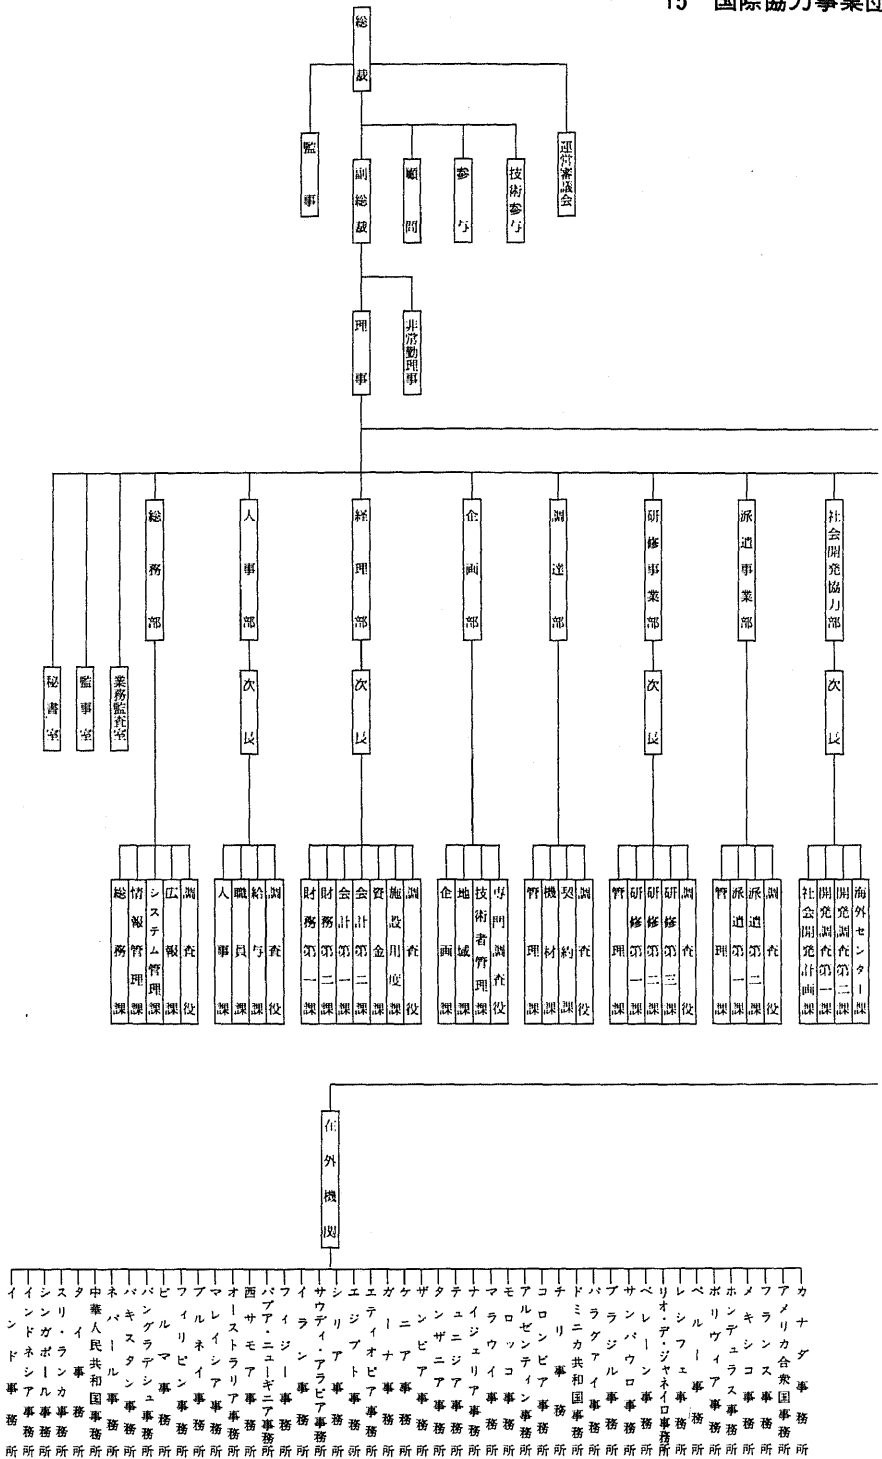 15 国際協力事業団
総裁
監事
運営審議会
副総裁
顧問
参与
技術参与
理事
非常勤理事
秘書室
監事室
業務監査室
総務部
人事部
経理部
企画部
調達部
研修事業部
派遣事業部
社会開発協力部
次長
次長
次長
次長
総務課
情報管理課
システム管理課
広報課
調査役
人事課
職員課
給与課
調査役
財務第一課
財務第二課
会計第一課
会計第二課
資金課
施設用度課
調査役
企画課
地域課
技術者管理課
専門調査役
管理課
機材課
契約課
調査役
管理課
研修第一課
研修第二課
研修第三課
調査役
管理課
派遣第一課
派遣第二課
調査役
社会開発計画課
開発調査第一課
開発調査第二課
海外センター課
在外機関
インド事務所
インドネシア事務所
シンガポール事務所
スリ・ランカ事務所
タイ事務所
中華人民共和国事務所
ネパール事務所
パキスタン事務所
バングラデシュ事務所
ビルマ事務所
フィリピン事務所
ブルネイ事務所
マレイシア事務所
オーストラリア事務所
西サモア事務所
パプア・ニューギニア事務所
フィジー事務所
イラン事務所
サウディ・アラビア事務所
シリア事務所
エジプト事務所
エティオピア事務所
ガーナ事務所
ケニア事務所
ザンビア事務所
タンザニア事務所
テュニジア事務所
ナイジェリア事務所
マラウイ事務所
モロッコ事務所
アルゼンティン事務所
コロンビア事務所
チリ事務所
ドミニカ共和国事務所
パラグァイ事務所
ブラジル事務所
サンパウロ事務所
ベレーン事務所
リオ・デ・ジャネイロ事務所
レシフェ事務所
ペルー事務所
ボリヴィア事務所
ホンデュラス事務所
メキシコ事務所
フランス事務所
アメリカ合衆国事務所
カナダ事務所